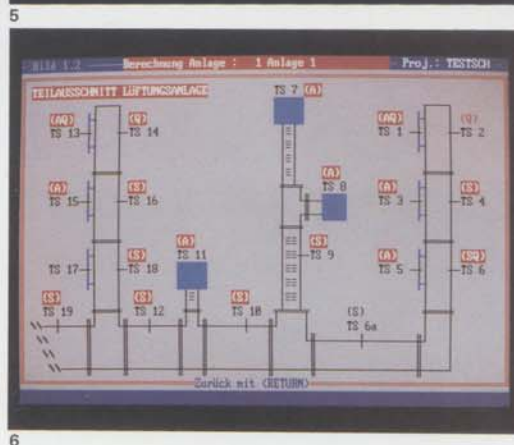 5
Bild 1.2 Berechnung Anlage : 1 Anlage 1 Proj.: TESTSCH
TEILAUSSCHNITT LÜFTUNGSANLAGE
TS 7 (A)
(AQ) (Q) (AQ) (Q)
TS 13 TS 14 TS 1 TS 2
(A)
TS 8
(A) (S) (A) (S)
TS 15 TS 16 TS 3 TS 4
(S) (A) (S) (A) (SQ)
TS 17 TS 18 TS 11 TS 9 TS 5 TS 6
(S) (S) (S) (S)
TS 19 TS 12 TS 10 TS 6a
Zurück mit <RETURN>
6